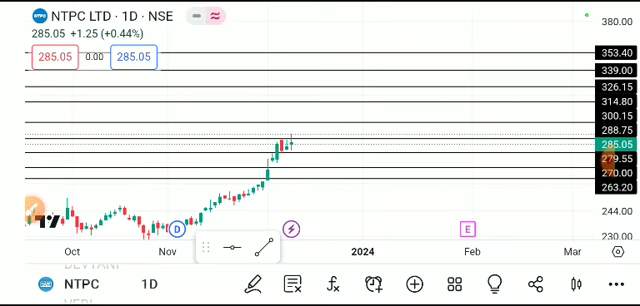 NTPC LTD · 1D · NSE
285.05 +1.25 (+0.44%)
285.05 0.00 285.05
380.00
353.40
339.00
326.15
314.80
300.15
288.75
285.05
279.55
270.00
263.20
244.00
230.00
D
E
Oct Nov 2024 Feb Mar
DEVYANI
NTPC 1D